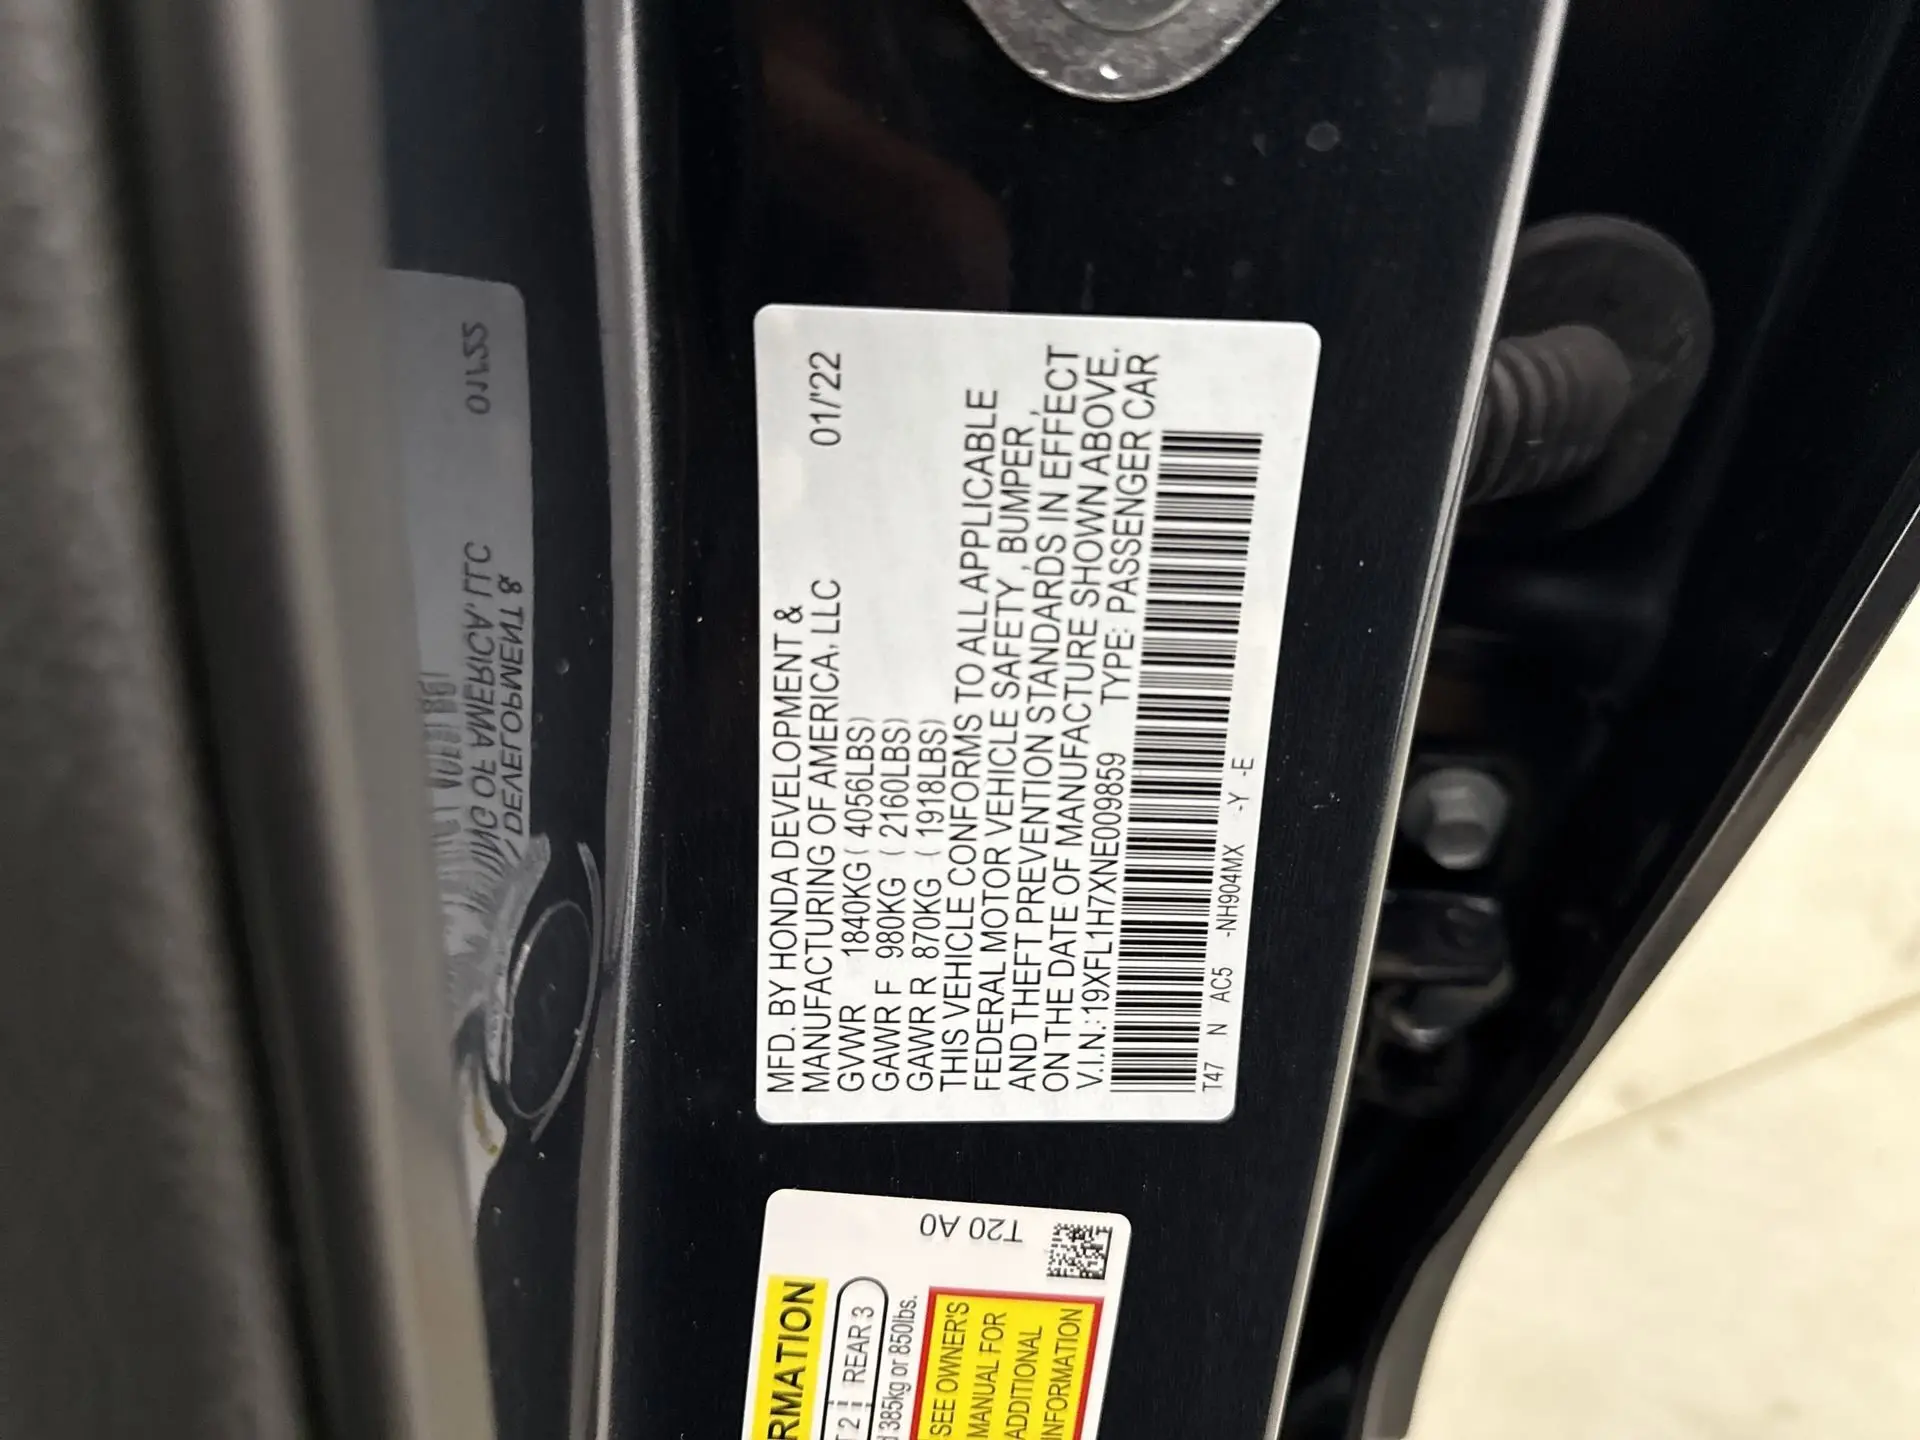 MFD. BY HONDA DEVELOPMENT &
MANUFACTURING OF AMERICA, LLC 01/'22
GVWR 1840KG ( 4056LBS)
GAWR F 980KG ( 2160LBS)
GAWR R 870KG ( 1918LBS)
THIS VEHICLE CONFORMS TO ALL APPLICABLE
FEDERAL MOTOR VEHICLE SAFETY, BUMPER,
AND THEFT PREVENTION STANDARDS IN EFFECT
ON THE DATE OF MANUFACTURE SHOWN ABOVE.
V.I.N.: 19XFL1H7XNE009859 TYPE: PASSENGER CAR
T47 N AC5 -NH904MX -Y -E
T20 A0
RMATION
T 2 REAR 3
385kg or 850lbs.
SEE OWNER'S
MANUAL FOR
ADDITIONAL
INFORMATION
01/'22
DEVELOPMENT &
OF AMERICA, LLC